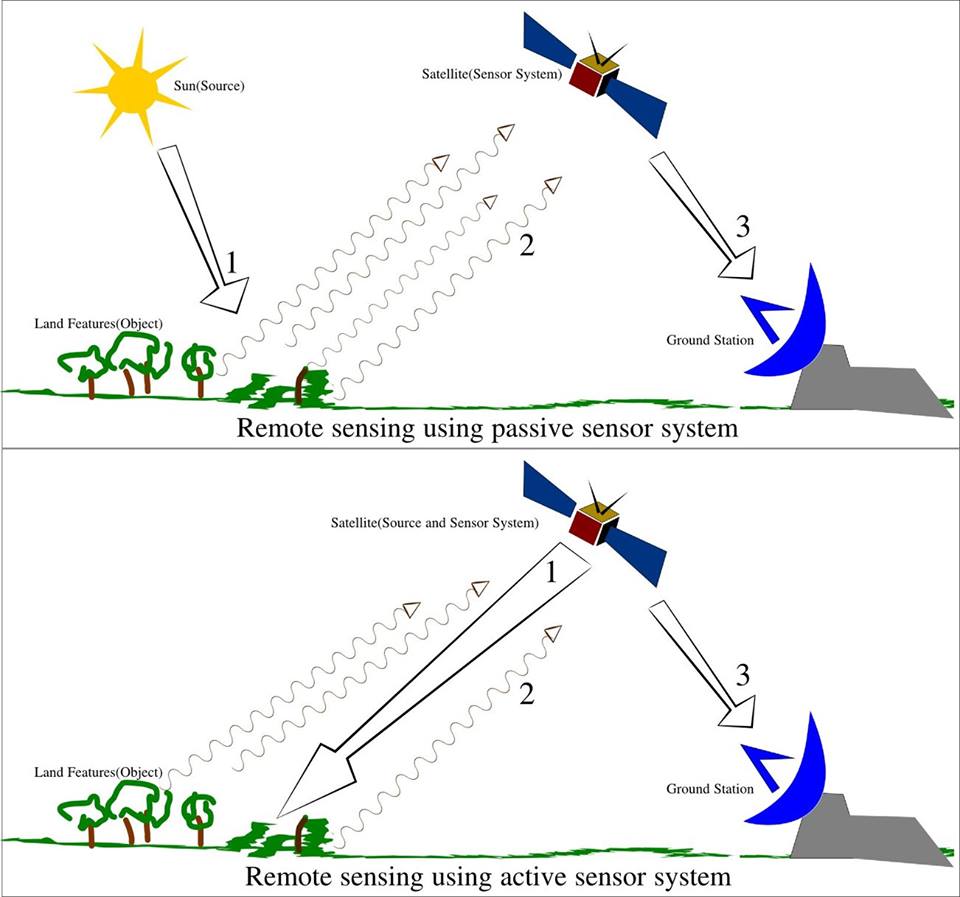 Sun(Source)
Satellite(Sensor System)
1
2
3
Land Features(Object)
Ground Station
Remote sensing using passive sensor system
Satellite(Source and Sensor System)
1
2
3
Land Features(Object)
Ground Station
Remote sensing using active sensor system